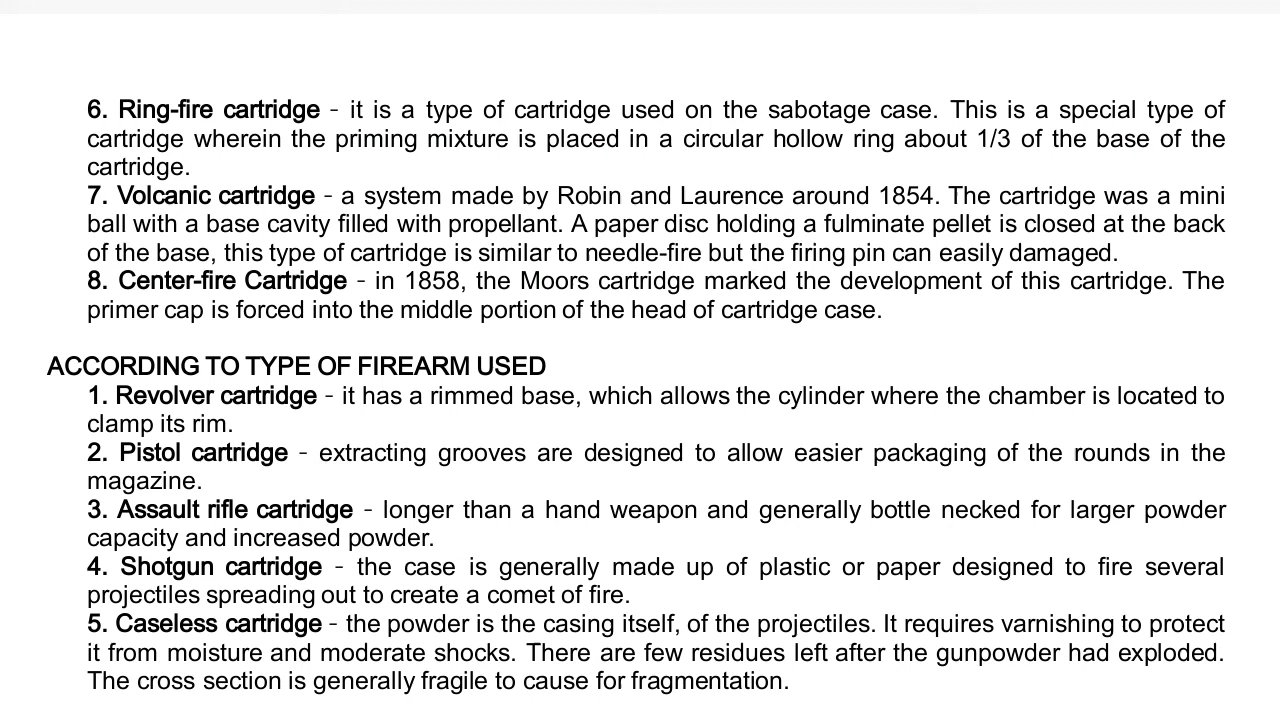 6. Ring-fire cartridge - it is a type of cartridge used on the sabotage case. This is a special type of
cartridge wherein the priming mixture is placed in a circular hollow ring about 1/3 of the base of the
cartridge.
7. Volcanic cartridge - a system made by Robin and Laurence around 1854. The cartridge was a mini
ball with a base cavity filled with propellant. A paper disc holding a fulminate pellet is closed at the back
of the base, this type of cartridge is similar to needle-fire but the firing pin can easily damaged.
8. Center-fire Cartridge - in 1858, the Moors cartridge marked the development of this cartridge. The
primer cap is forced into the middle portion of the head of cartridge case.
ACCORDING TO TYPE OF FIREARM USED
1. Revolver cartridge - it has a rimmed base, which allows the cylinder where the chamber is located to
clamp its rim.
2. Pistol cartridge - extracting grooves are designed to allow easier packaging of the rounds in the
magazine.
3. Assault rifle cartridge - longer than a hand weapon and generally bottle necked for larger powder
capacity and increased powder.
4. Shotgun cartridge - the case is generally made up of plastic or paper designed to fire several
projectiles spreading out to create a comet of fire.
5. Caseless cartridge - the powder is the casing itself, of the projectiles. It requires varnishing to protect
it from moisture and moderate shocks. There are few residues left after the gunpowder had exploded.
The cross section is generally fragile to cause for fragmentation.